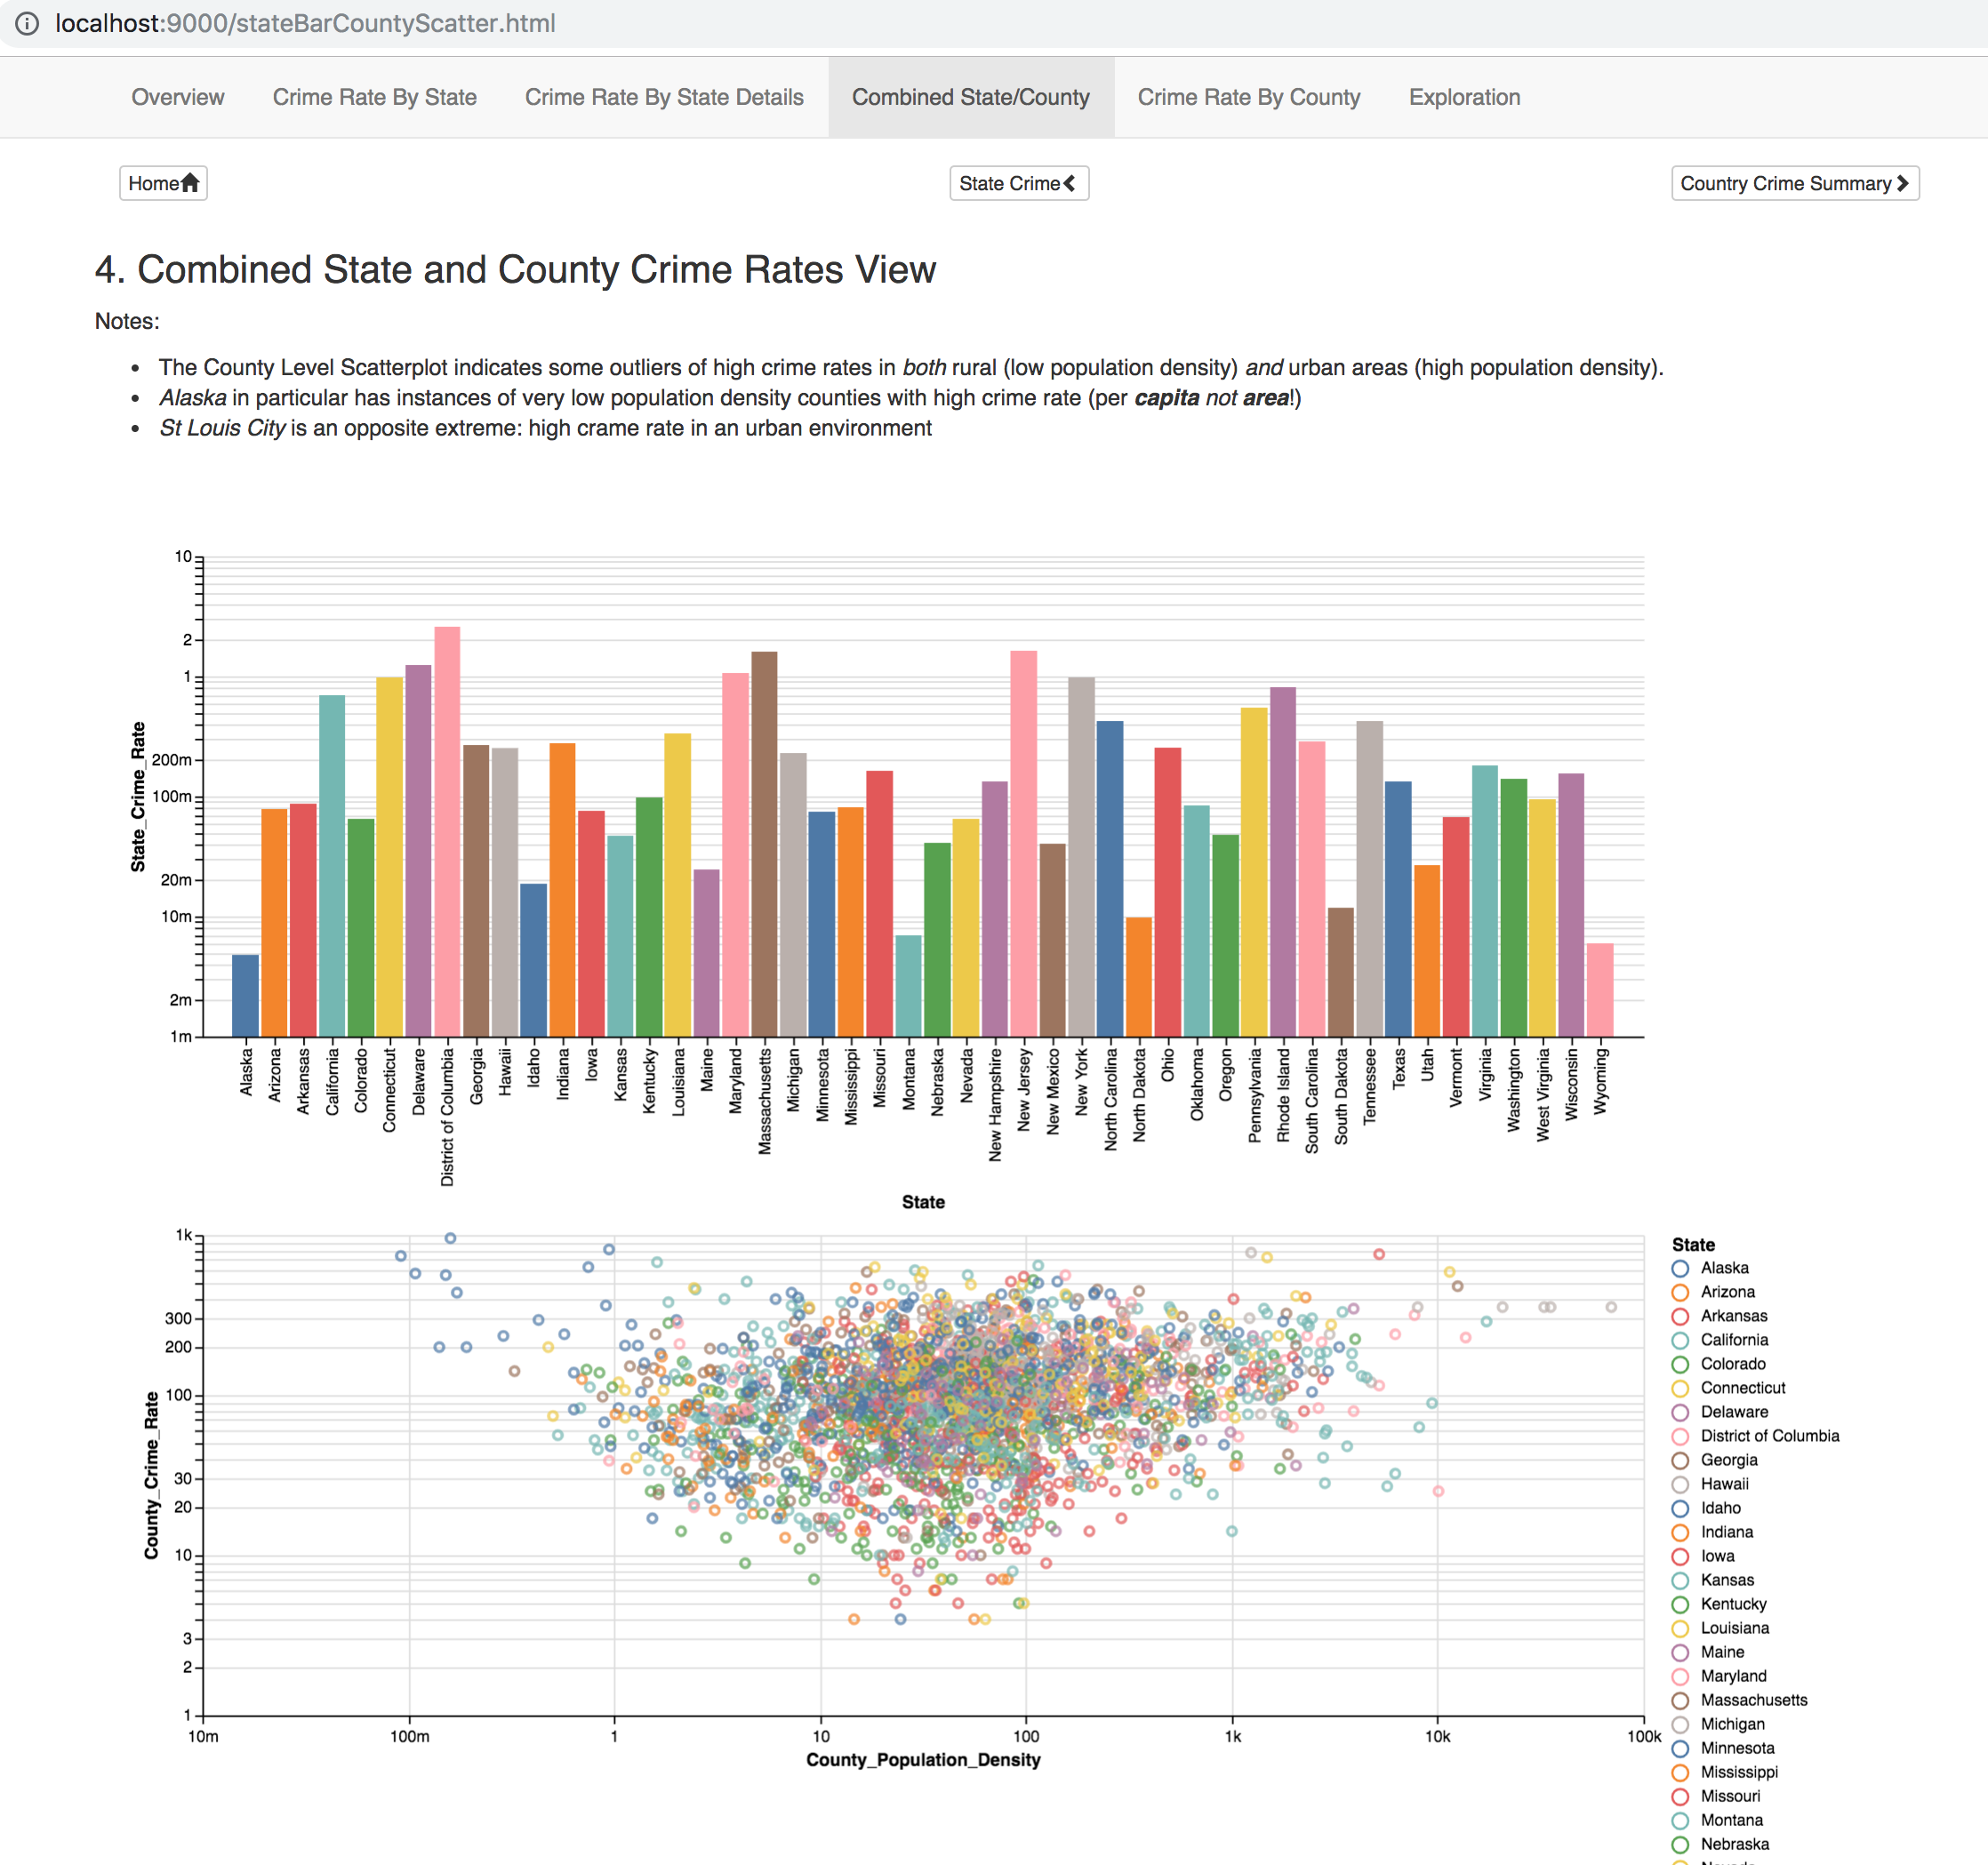 localhost:9000/stateBarCountyScatter.html
Overview Crime Rate By State Crime Rate By State Details Combined State/County Crime Rate By County Exploration
Home State Crime Country Crime Summary
4. Combined State and County Crime Rates View
Notes:
• The County Level Scatterplot indicates some outliers of high crime rates in both rural (low population density) and urban areas (high population density).
• Alaska in particular has instances of very low population density counties with high crime rate (per capita not area!)
• St Louis City is an opposite extreme: high crame rate in an urban environment
10
2
1
200m
100m
20m
10m
2m
1m
State_Crime_Rate
Alaska
Arizona
Arkansas
California
Colorado
Connecticut
Delaware
District of Columbia
Georgia
Hawaii
Idaho
Indiana
Iowa
Kansas
Kentucky
Louisiana
Maine
Maryland
Massachusetts
Michigan
Minnesota
Mississippi
Missouri
Montana
Nebraska
Nevada
New Hampshire
New Jersey
New Mexico
New York
North Carolina
North Dakota
Ohio
Oklahoma
Oregon
Pennsylvania
Rhode Island
South Carolina
South Dakota
Tennessee
Texas
Utah
Vermont
Virginia
Washington
West Virginia
Wisconsin
Wyoming
State
1k
300
200
100
30
20
10
3
2
1
County_Crime_Rate
10m 100m 1 10 100 1k 10k 100k
County_Population_Density
State
Alaska
Arizona
Arkansas
California
Colorado
Connecticut
Delaware
District of Columbia
Georgia
Hawaii
Idaho
Indiana
Iowa
Kansas
Kentucky
Louisiana
Maine
Maryland
Massachusetts
Michigan
Minnesota
Mississippi
Missouri
Montana
Nebraska